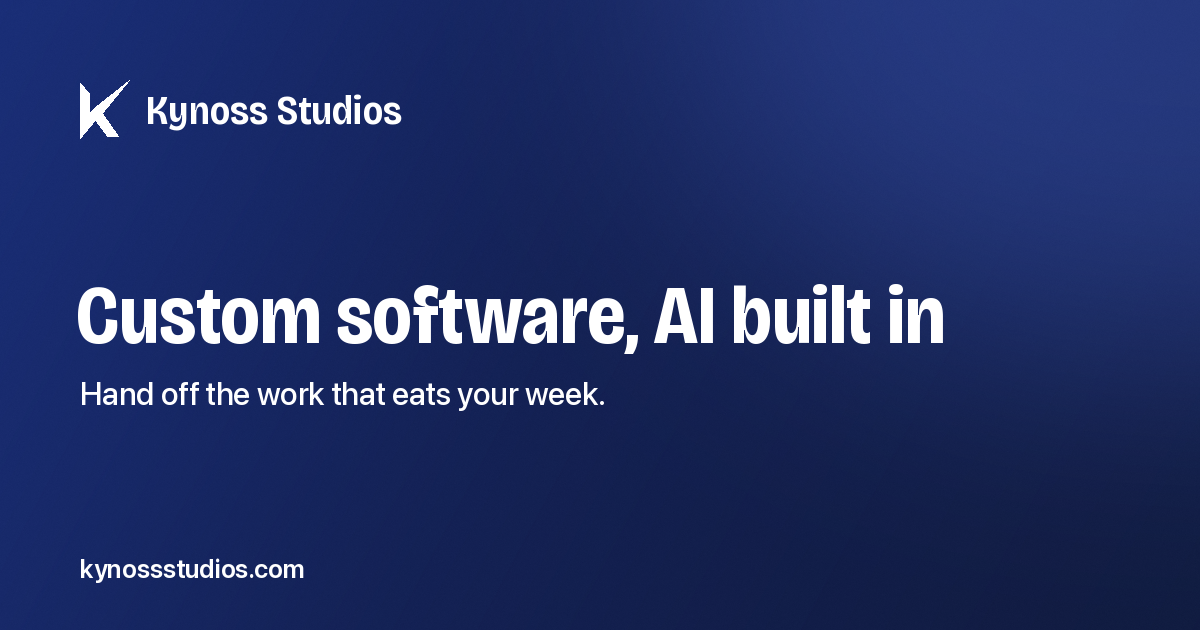 Kynoss Studios
Custom software, AI built in
Hand off the work that eats your week.
kynossstudios.com